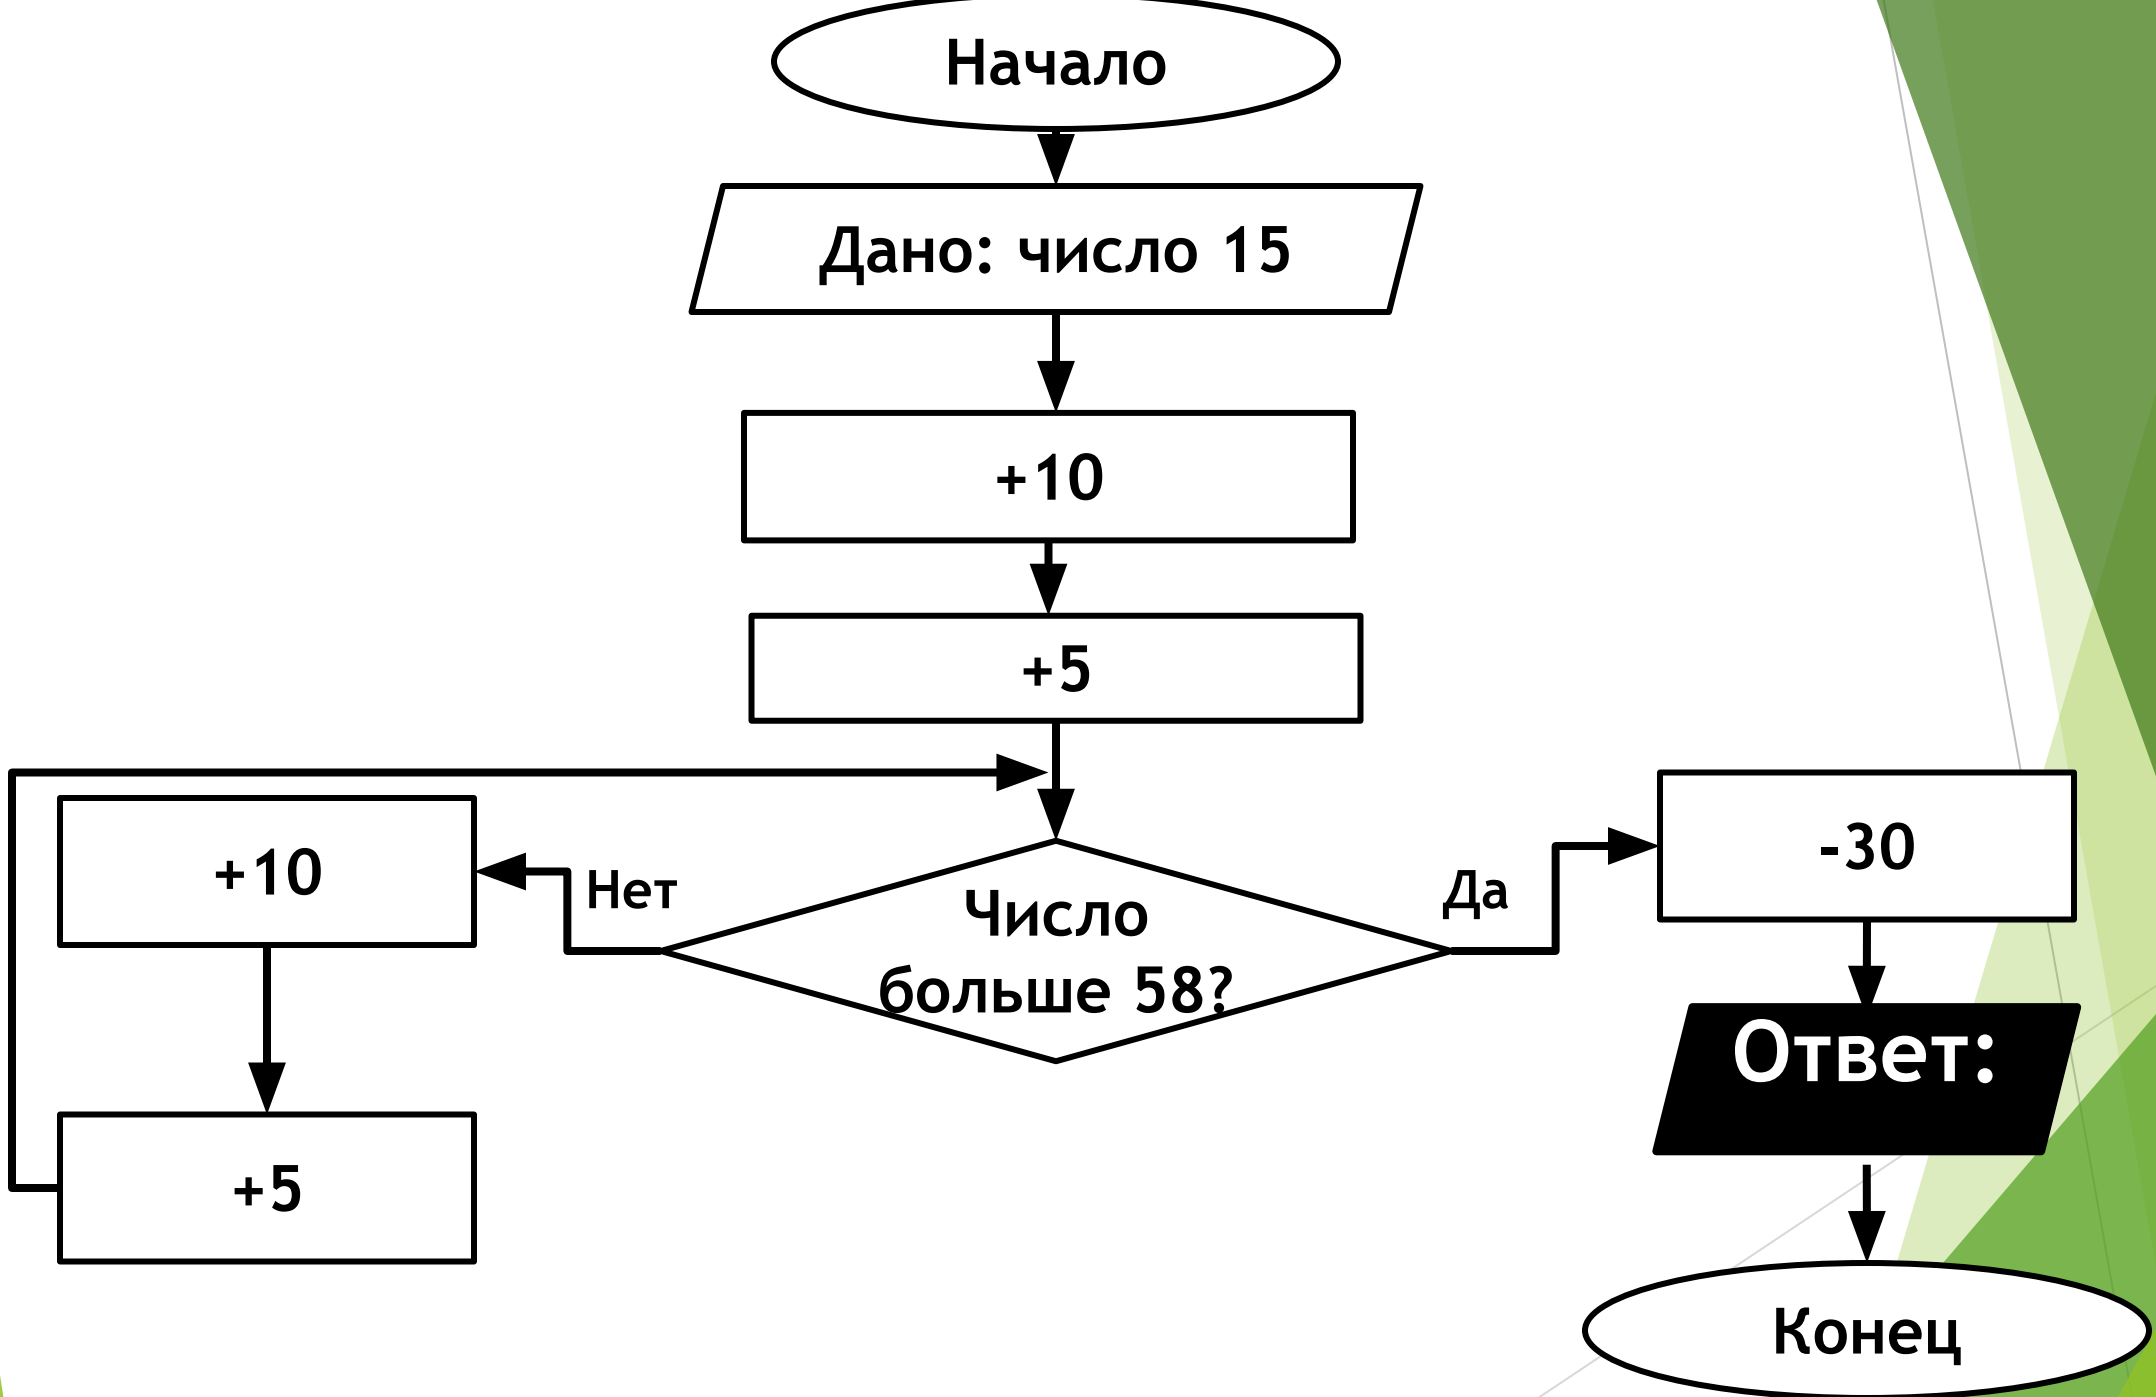 Начало
Дано: число 15
+10
+5
+10
Нет
Число
больше 58?
Да
-30
Ответ:
+5
Конец